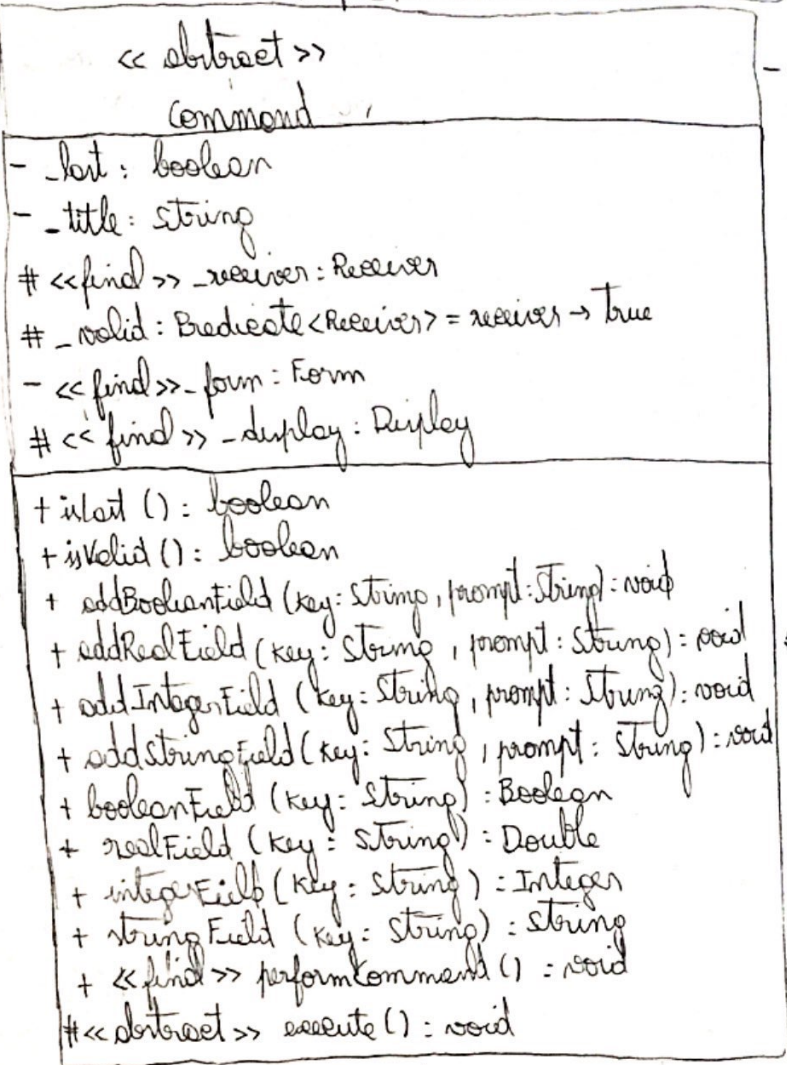 << abstract >>
Command
- _last: boolean
- _title: String
# <<final>> _receiver: Receiver
# _valid: Predicate<Receiver> = receiver → true
- <<final>> _form: Form
# <<final>> _display: Display
+ isLast (): boolean
+ isValid (): boolean
+ addBooleanField (key: String, prompt: String): void
+ addRealField (key: String, prompt: String): void
+ addIntegerField (key: String, prompt: String): void
+ addStringField (key: String, prompt: String): void
+ booleanField (key: String): Boolean
+ realField (key: String): Double
+ integerField (key: String): Integer
+ stringField (key: String): String
+ <<final>> performCommand (): void
# <<abstract>> execute (): void